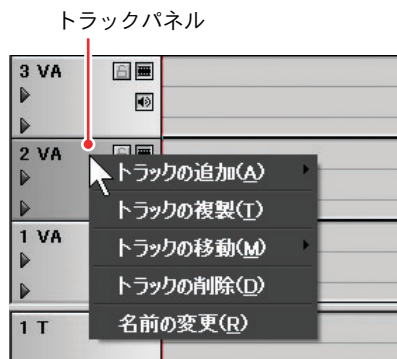 トラックパネル
3 VA
2 VA
トラックの追加(A)
トラックの複製(T)
1 VA
トラックの移動(M)
トラックの削除(D)
1 T
名前の変更(R)